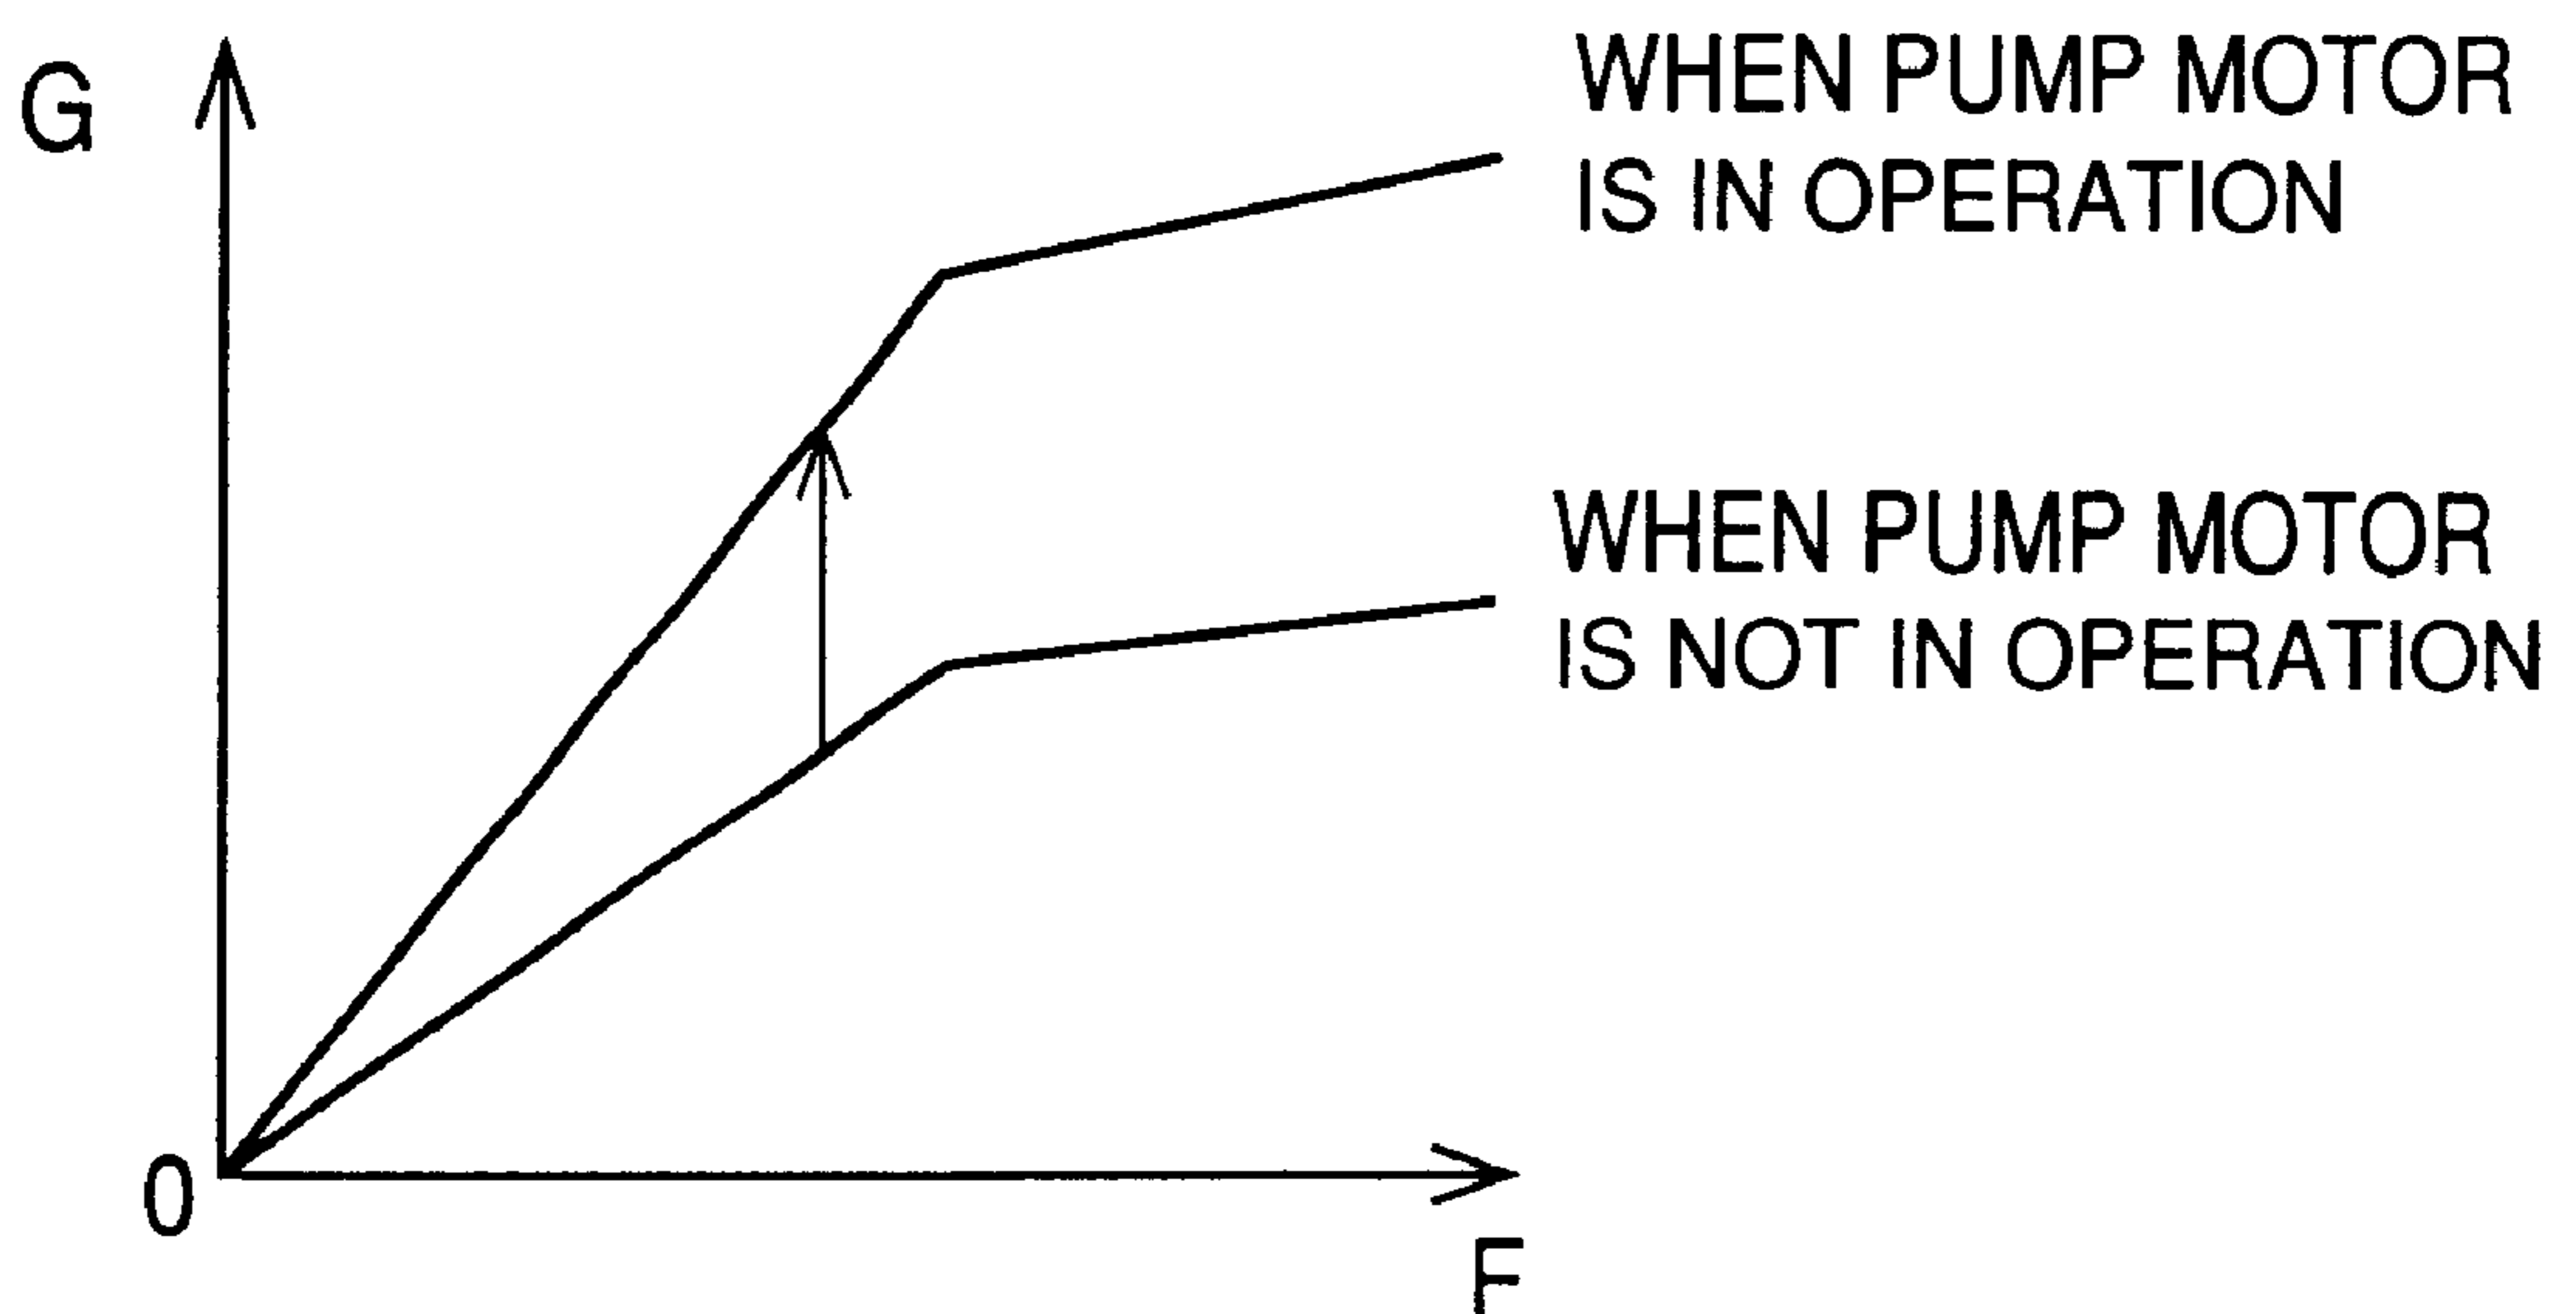 G
WHEN PUMP MOTOR
IS IN OPERATION
WHEN PUMP MOTOR
IS NOT IN OPERATION
0
F